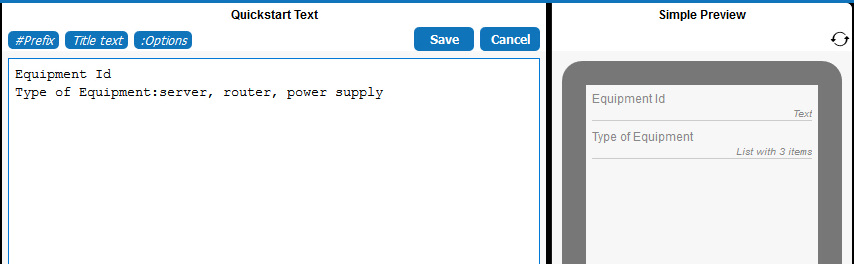 Quickstart Text
#Prefix Title text :Options Save Cancel
Equipment Id
Type of Equipment:server, router, power supply
Simple Preview
Equipment Id
Text
Type of Equipment
List with 3 items